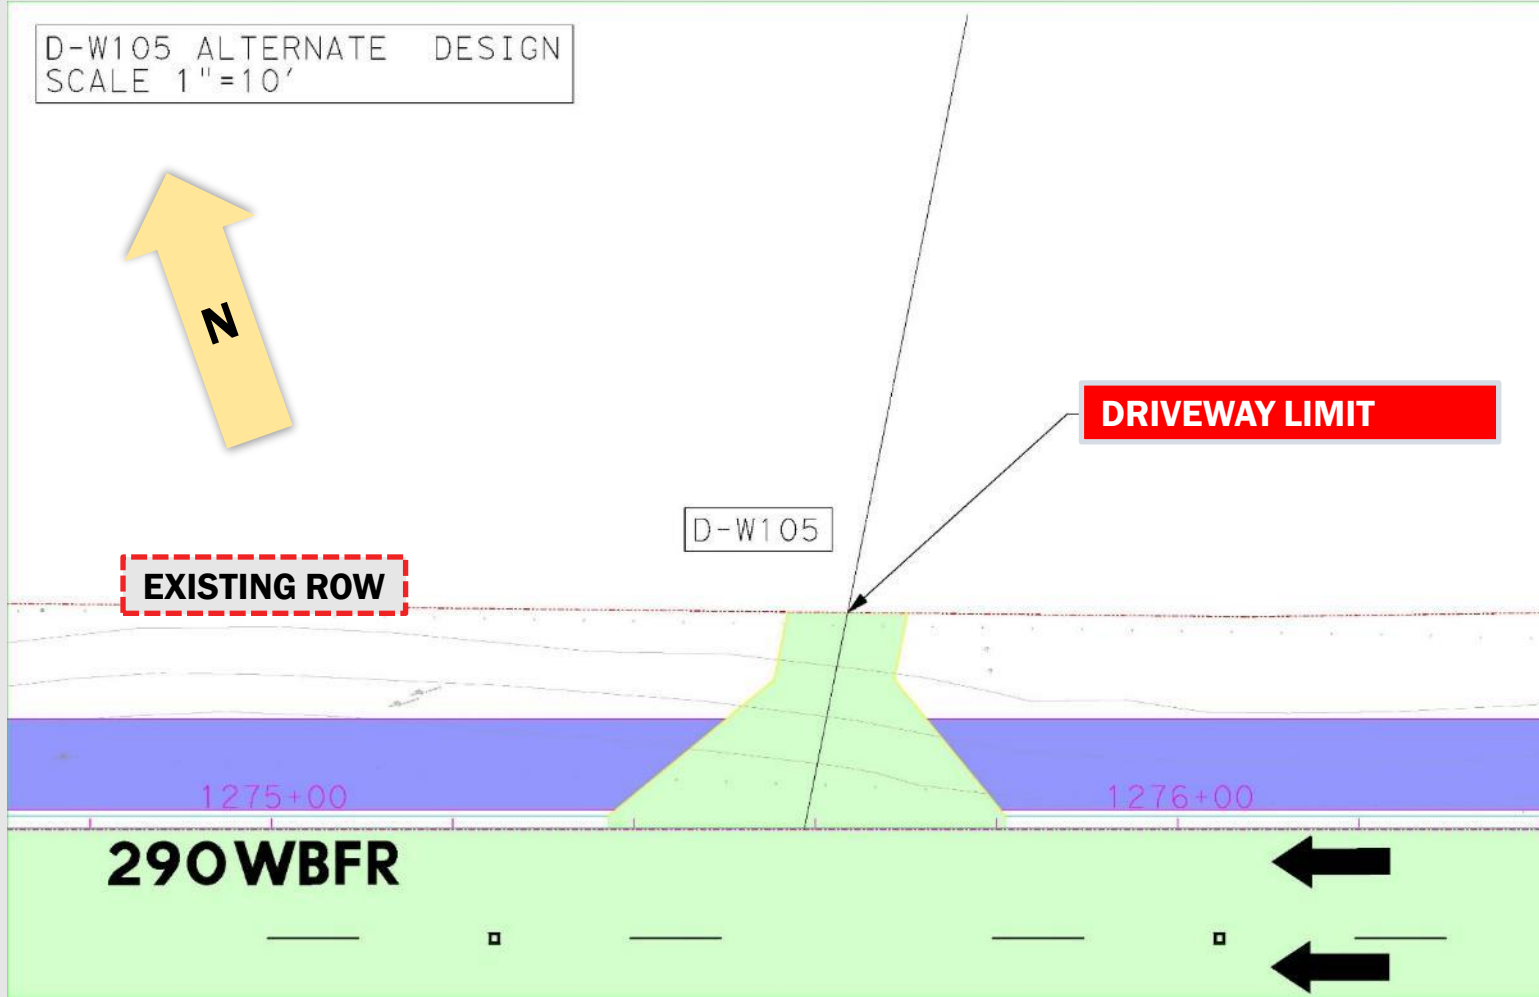 D-W105 ALTERNATE DESIGN
SCALE 1"=10'
N
DRIVEWAY LIMIT
D-W105
EXISTING ROW
1275+00
1276+00
290 WBFR